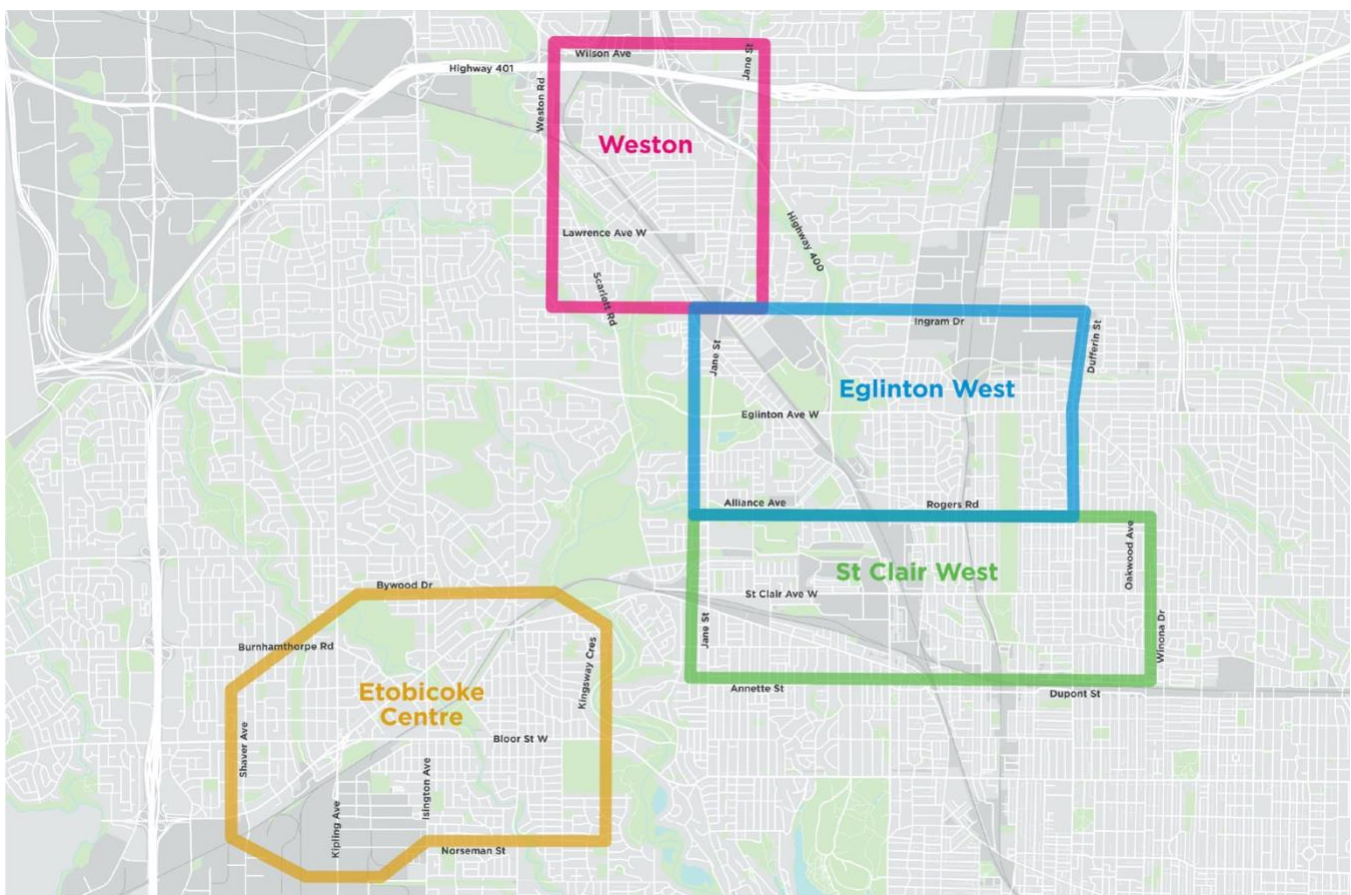 Wilson Ave
Highway 401
Jane St
Weston Rd
Weston
Lawrence Ave W
Highway 400
Scarlett Rd
Ingram Dr
Dufferin St
Jane St
Eglinton West
Eglinton Ave W
Alliance Ave
Rogers Rd
Oakwood Ave
St Clair West
St Clair Ave W
Bywood Dr
Jane St
Winona Dr
Burnhamthorpe Rd
Kingsway Cres
Annette St
Dupont St
Etobicoke
Centre
Shaver Ave
Bloor St W
Islington Ave
Kipling Ave
Norseman St